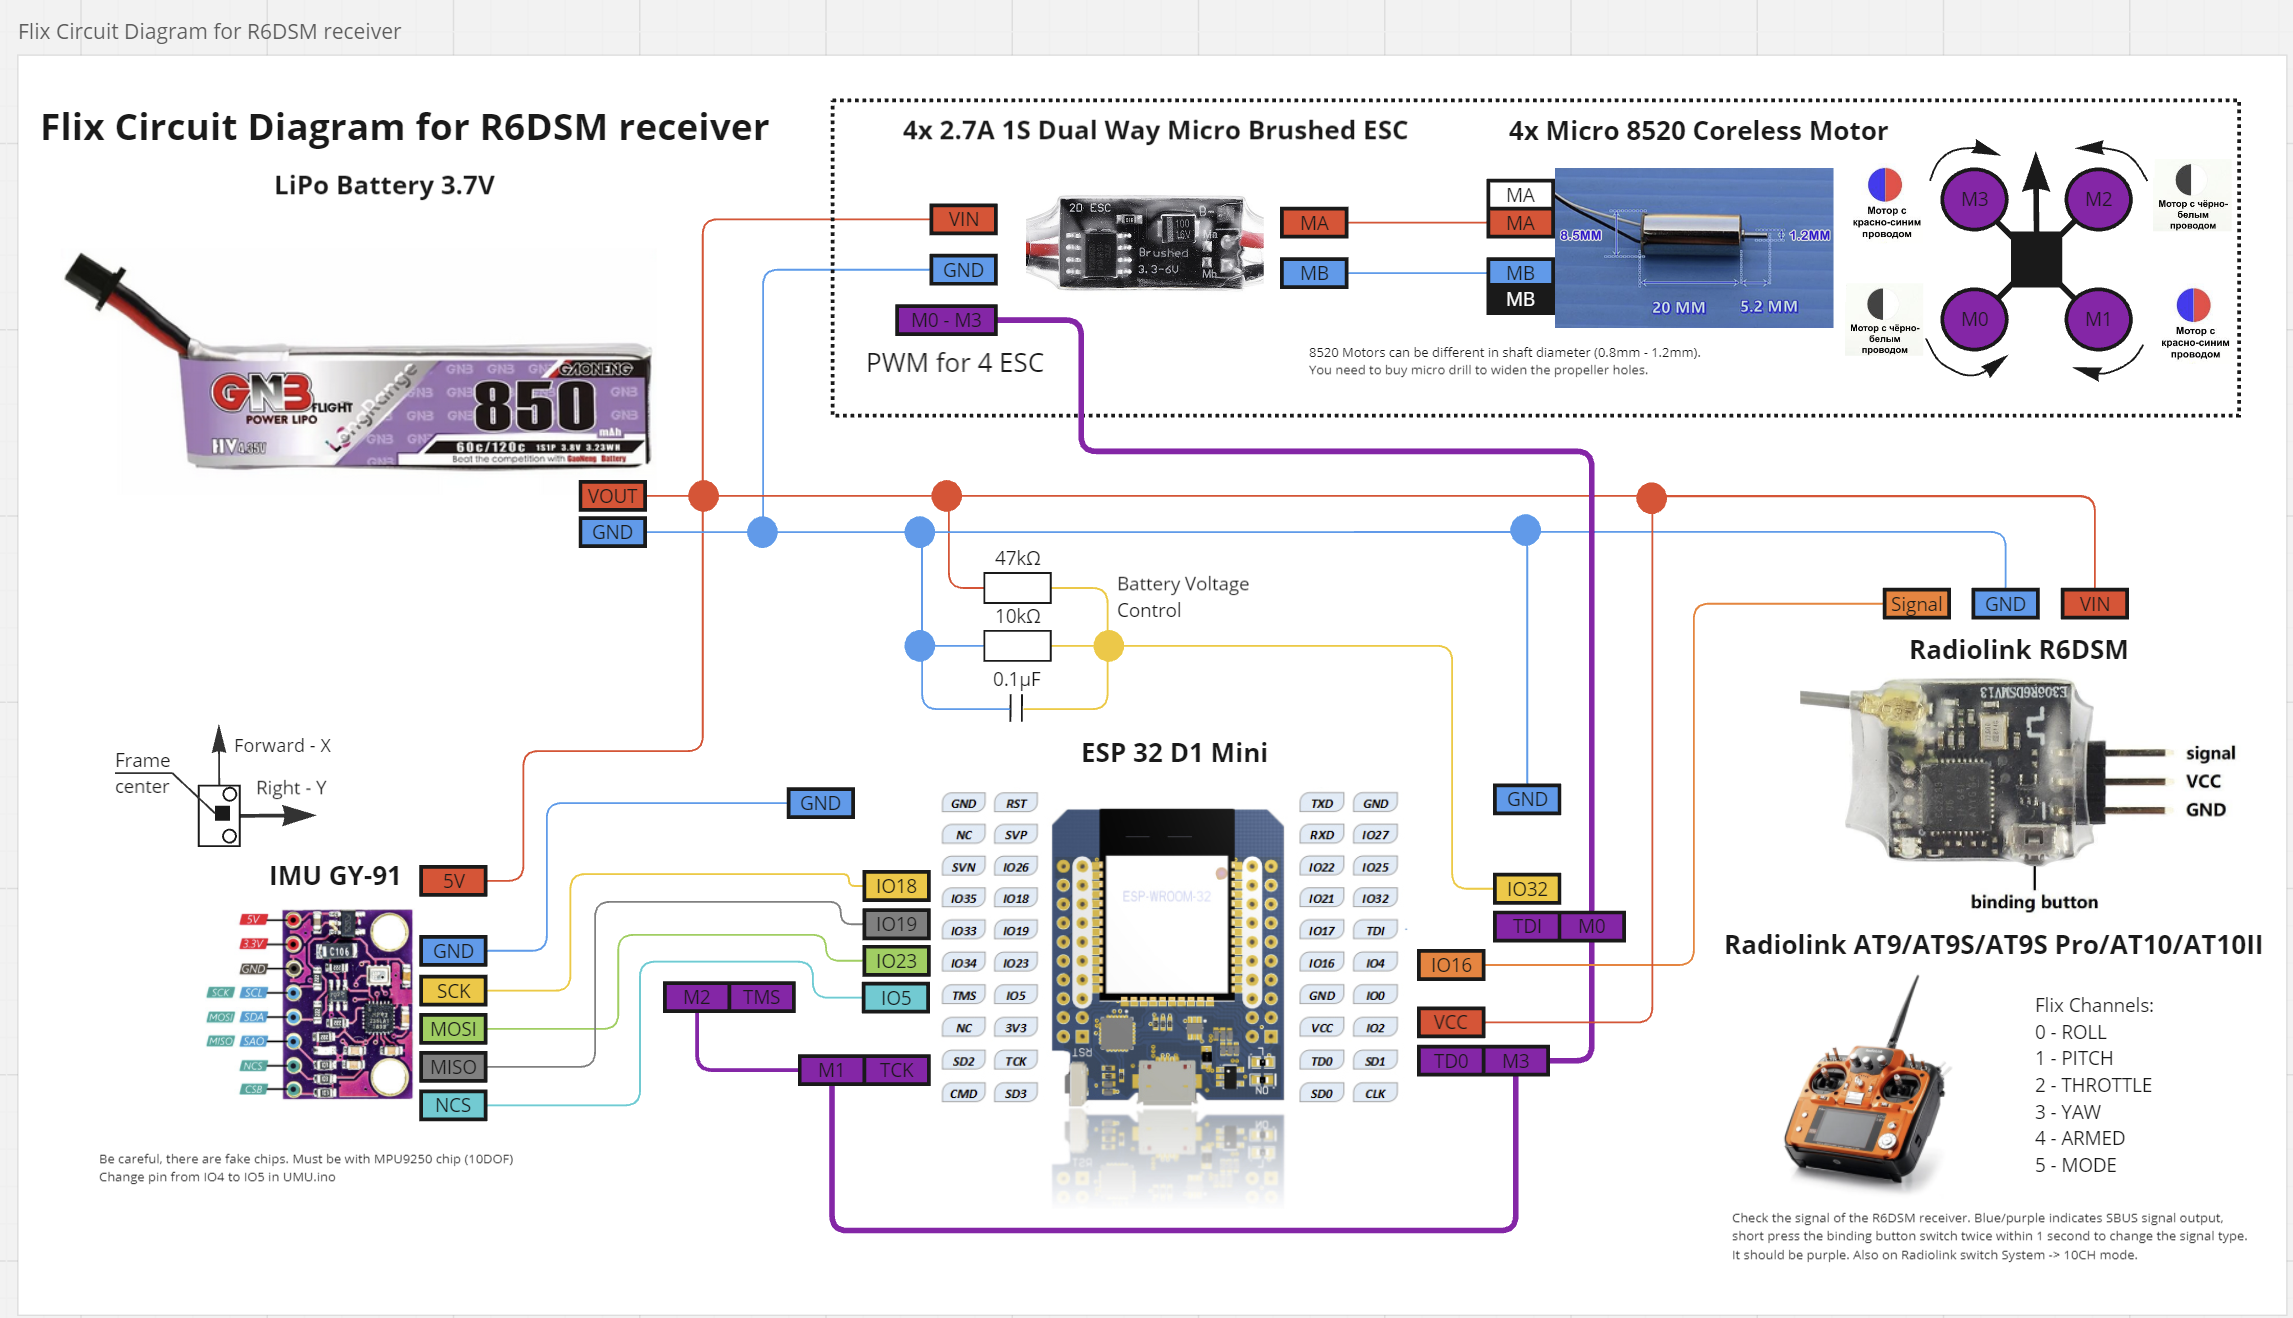 Flix Circuit Diagram for R6DSM receiver
Flix Circuit Diagram for R6DSM receiver
LiPo Battery 3.7V
GNB
FLIGHT
POWER LIPO
HV 4.35V
LongRange
GAONENG
850
mAh
60c/120c 1S1P 3.8V 3.23WH
Beat the competition with GaoNeng Battery
VOUT
GND
4x 2.7A 1S Dual Way Micro Brushed ESC
4x Micro 8520 Coreless Motor
VIN
GND
M0 - M3
PWM for 4 ESC
2D ESC
B-
100
16V
Ma
Brushed
3.3-6V
Mb
MA
MB
MA
MA
MB
MB
8.5MM
1.2MM
20 MM
5.2 MM
8520 Motors can be different in shaft diameter (0.8mm - 1.2mm).
You need to buy micro drill to widen the propeller holes.
Мотор с
красно-синим
проводом
M3
M2
Мотор с чёрно-
белым
проводом
Мотор с чёрно-
белым
проводом
M0
M1
Мотор с
красно-синим
проводом
47kΩ
10kΩ
0.1µF
Battery Voltage
Control
Signal
GND
VIN
Radiolink R6DSM
E306R6DSMV13
signal
VCC
GND
binding button
Radiolink AT9/AT9S/AT9S Pro/AT10/AT10II
Flix Channels:
0 - ROLL
1 - PITCH
2 - THROTTLE
3 - YAW
4 - ARMED
5 - MODE
Check the signal of the R6DSM receiver. Blue/purple indicates SBUS signal output,
short press the binding button switch twice within 1 second to change the signal type.
It should be purple. Also on Radiolink switch System -> 10CH mode.
Forward - X
Frame
center
Right - Y
IMU GY-91
5V
3.3V
GND
SCK SCL
MOSI SDA
MISO SAO
NCS
CSB
C106
5V
GND
SCK
MOSI
MISO
NCS
Be careful, there are fake chips. Must be with MPU9250 chip (10DOF)
Change pin from IO4 to IO5 in UMU.ino
ESP 32 D1 Mini
GND
IO18
IO19
IO23
IO5
M2 TMS
M1 TCK
GND RST
NC SVP
SVN IO26
IO35 IO18
IO33 IO19
IO34 IO23
TMS IO5
NC 3V3
SD2 TCK
CMD SD3
ESP-WROOM-32
RST
NO
TXD GND
RXD IO27
IO22 IO25
IO21 IO32
IO17 TDI
IO16 IO4
GND IO0
VCC IO2
TD0 SD1
SD0 CLK
GND
IO32
TDI M0
IO16
VCC
TD0 M3